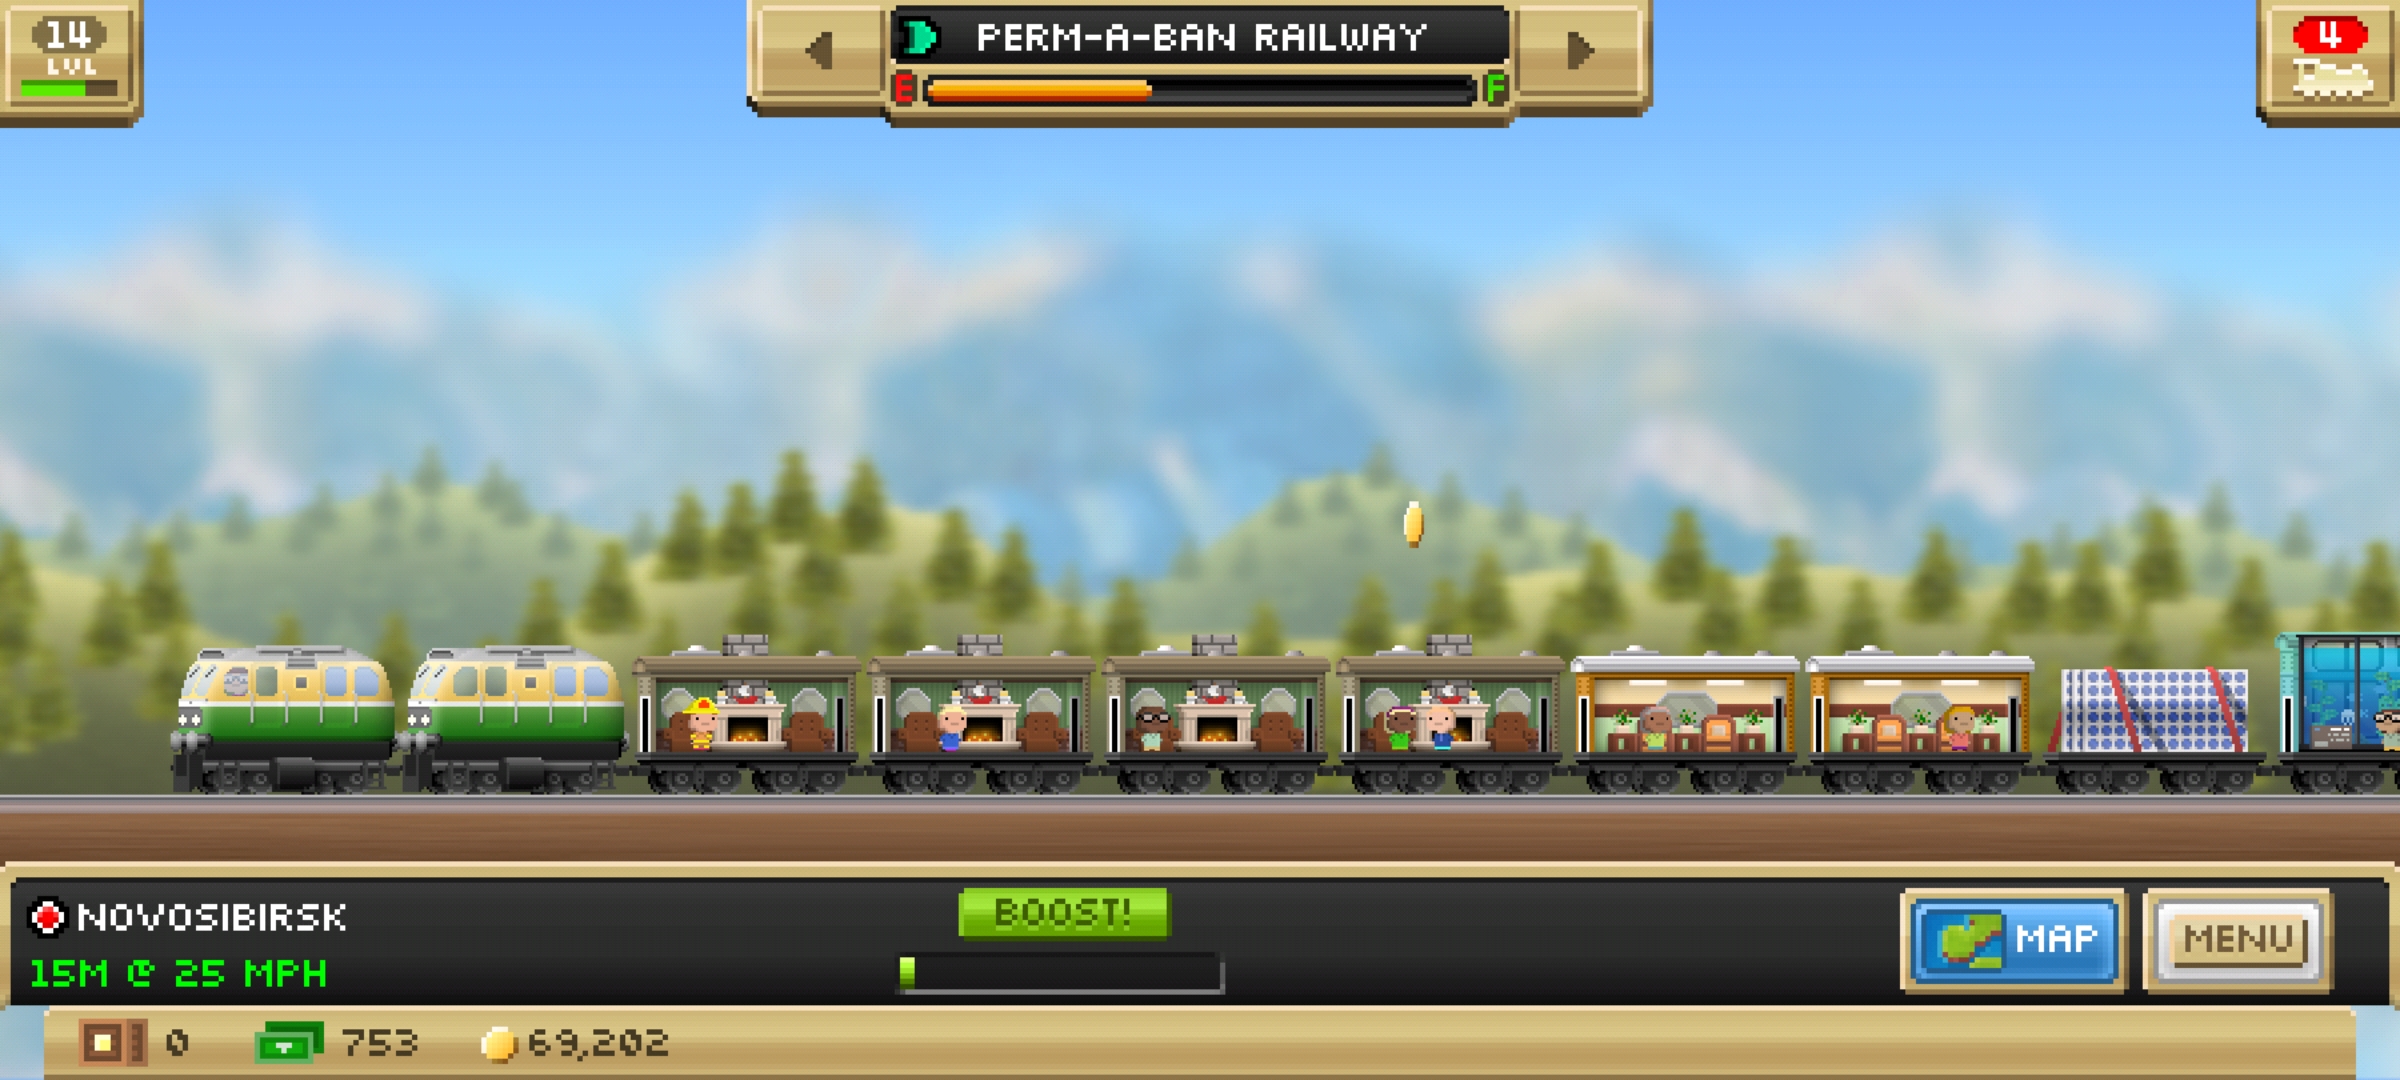 14
LVL
PERM-A-BAN RAILWAY
E
F
4
NOVOSIBIRSK
15M @ 25 MPH
BOOST!
MAP
MENU
0
753
69,202